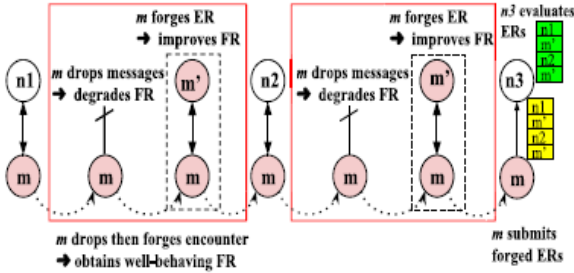 m forges ER
➔ improves FR
m forges ER
➔ improves FR
n3 evaluates
ERs
n1
m'
n2
m'
m drops messages
➔ degrades FR
m drops messages
➔ degrades FR
n1
m'
n2
m'
n3
n1
m'
n2
m'
m
m
m
m
m
m
m
m drops then forges encounter
➔ obtains well-behaving FR
m submits
forged ERs